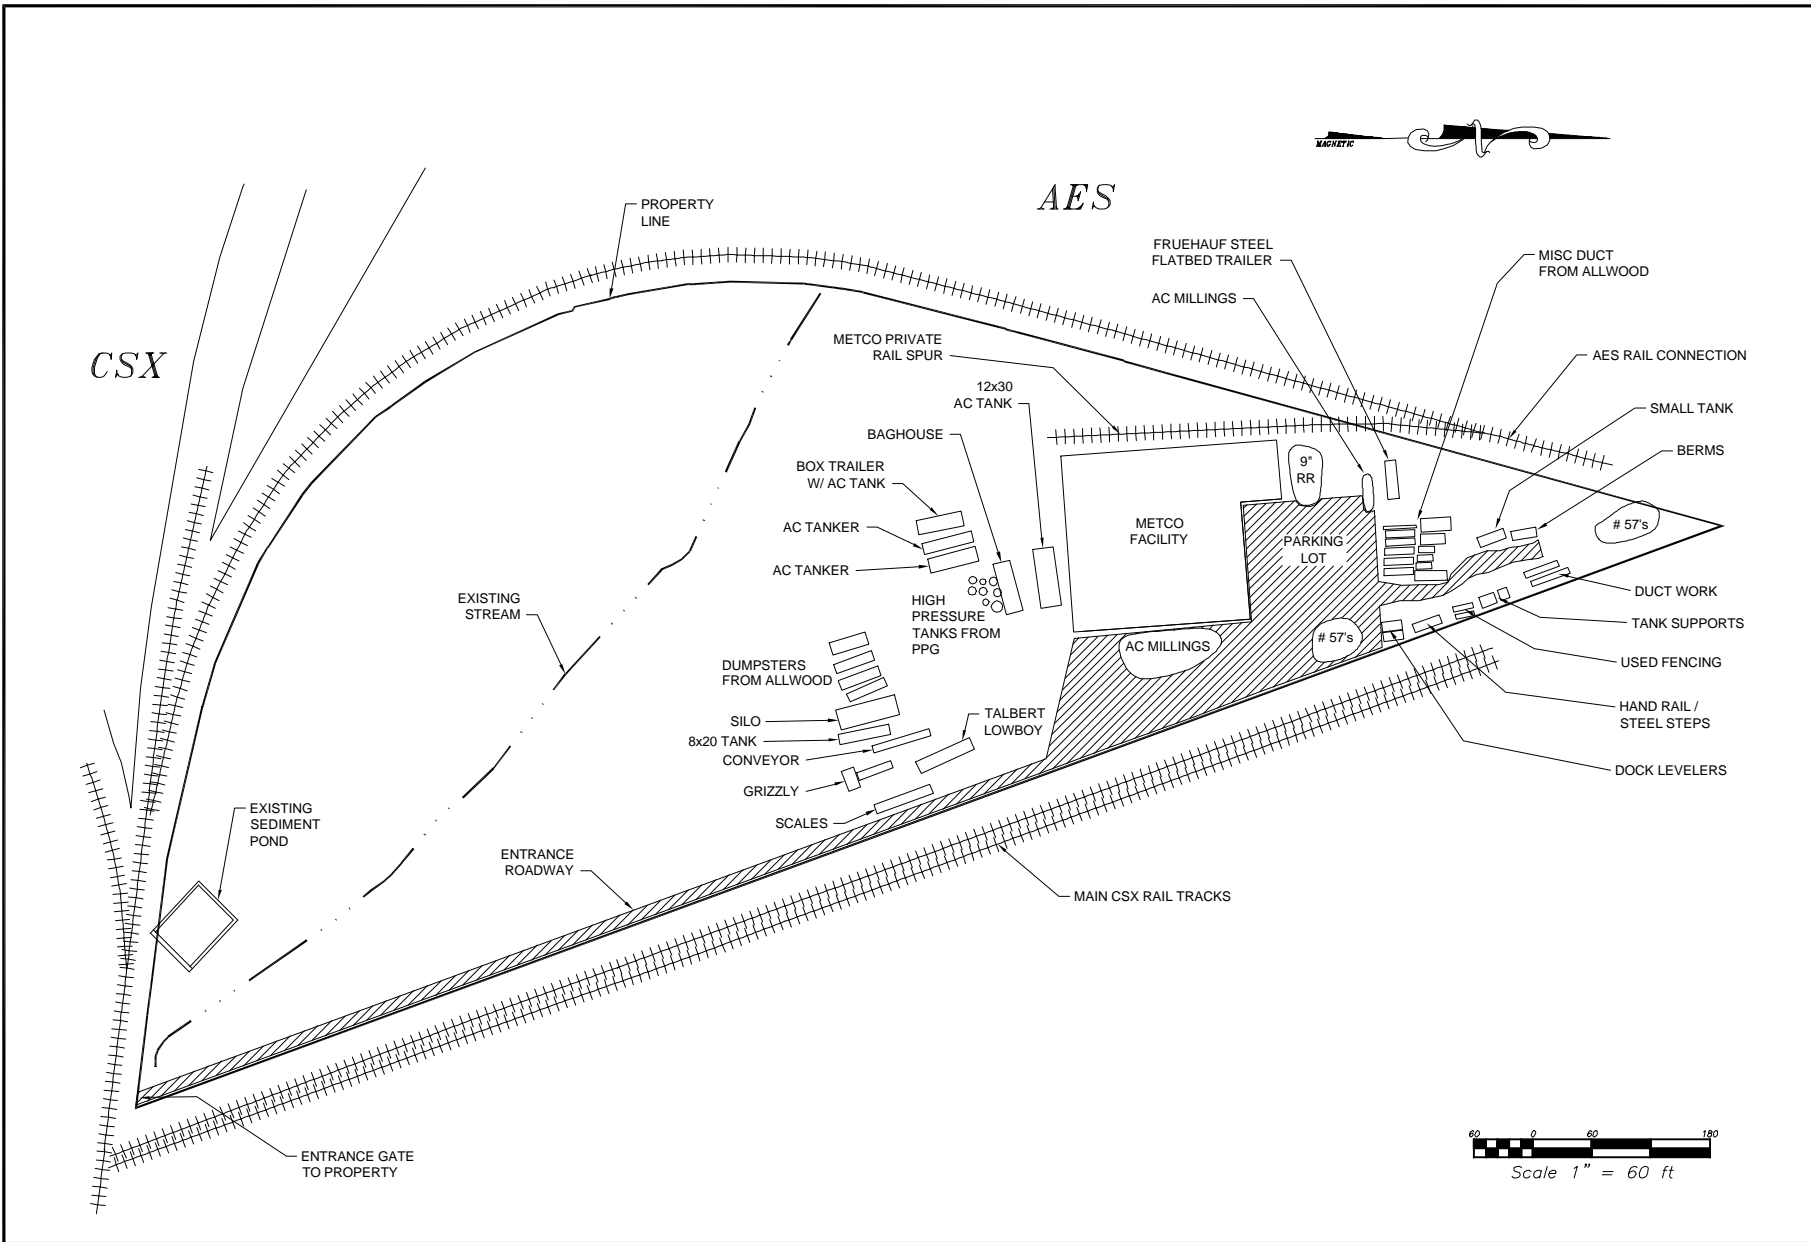 MAGNETIC
N
AES
CSX
PROPERTY
LINE
FRUEHAUF STEEL
FLATBED TRAILER
MISC DUCT
FROM ALLWOOD
AC MILLINGS
METCO PRIVATE
RAIL SPUR
AES RAIL CONNECTION
12x30
AC TANK
SMALL TANK
BAGHOUSE
BERMS
BOX TRAILER
W/ AC TANK
9"
RR
AC TANKER
METCO
FACILITY
PARKING
LOT
# 57's
AC TANKER
DUCT WORK
EXISTING
STREAM
HIGH
PRESSURE
TANKS FROM
PPG
TANK SUPPORTS
# 57's
AC MILLINGS
USED FENCING
DUMPSTERS
FROM ALLWOOD
HAND RAIL /
STEEL STEPS
SILO
TALBERT
LOWBOY
8x20 TANK
CONVEYOR
DOCK LEVELERS
GRIZZLY
EXISTING
SEDIMENT
POND
SCALES
ENTRANCE
ROADWAY
MAIN CSX RAIL TRACKS
ENTRANCE GATE
TO PROPERTY
60 0 60 180
Scale 1" = 60 ft